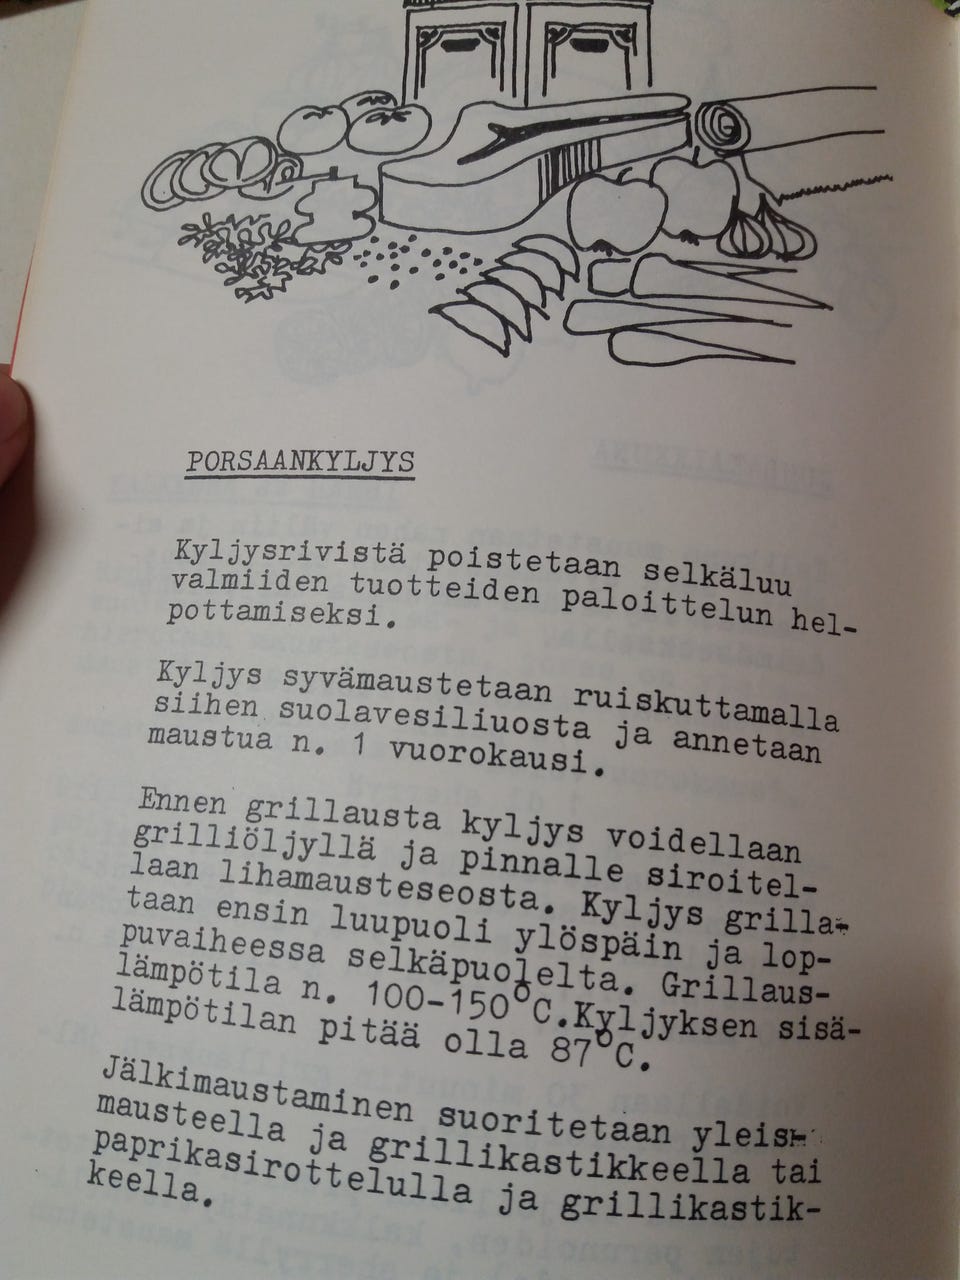 PORSAANKYLJYS
Kyljysrivistä poistetaan selkäluu
valmiiden tuotteiden paloittelun hel-
pottamiseksi.
Kyljys syvämaustetaan ruiskuttamalla
siihen suolavesiliuosta ja annetaan
maustua n. 1 vuorokausi.
Ennen grillausta kyljys voidellaan
grilliöljyllä ja pinnalle siroitel-
laan lihamausteseosta. Kyljys grilla-
taan ensin luupuoli ylöspäin ja lop-
puvaiheessa selkäpuolelta. Grillaus-
lämpötila n. 100-150°C.Kyljyksen sisä-
lämpötilan pitää olla 87°C.
Jälkimaustaminen suoritetaan yleis-
mausteella ja grillikastikkeella tai
paprikasirottelulla ja grillikastik-
keella.